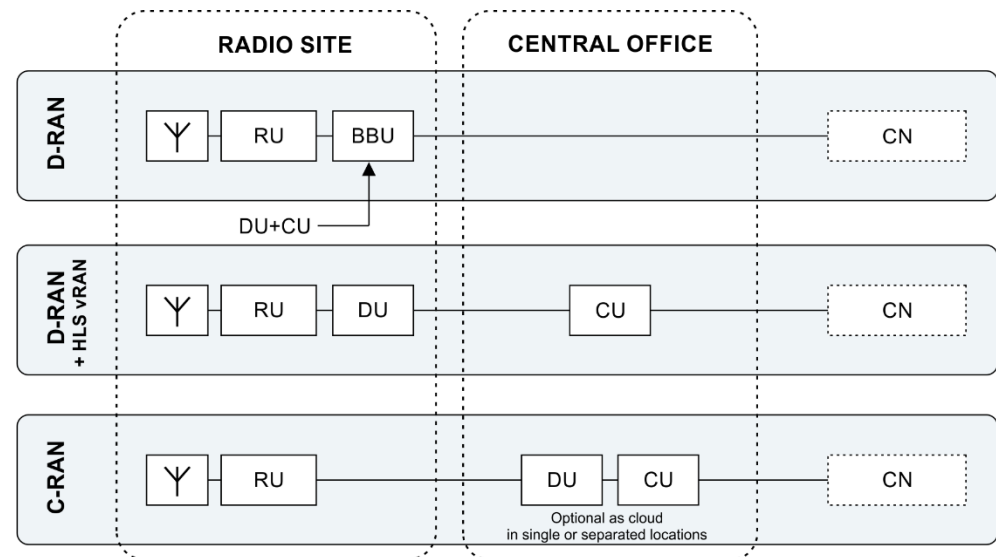 RADIO SITE
CENTRAL OFFICE
D-RAN
RU
BBU
CN
DU+CU
D-RAN
+ HLS vRAN
RU
DU
CU
CN
C-RAN
RU
DU
CU
CN
Optional as cloud
in single or separated locations